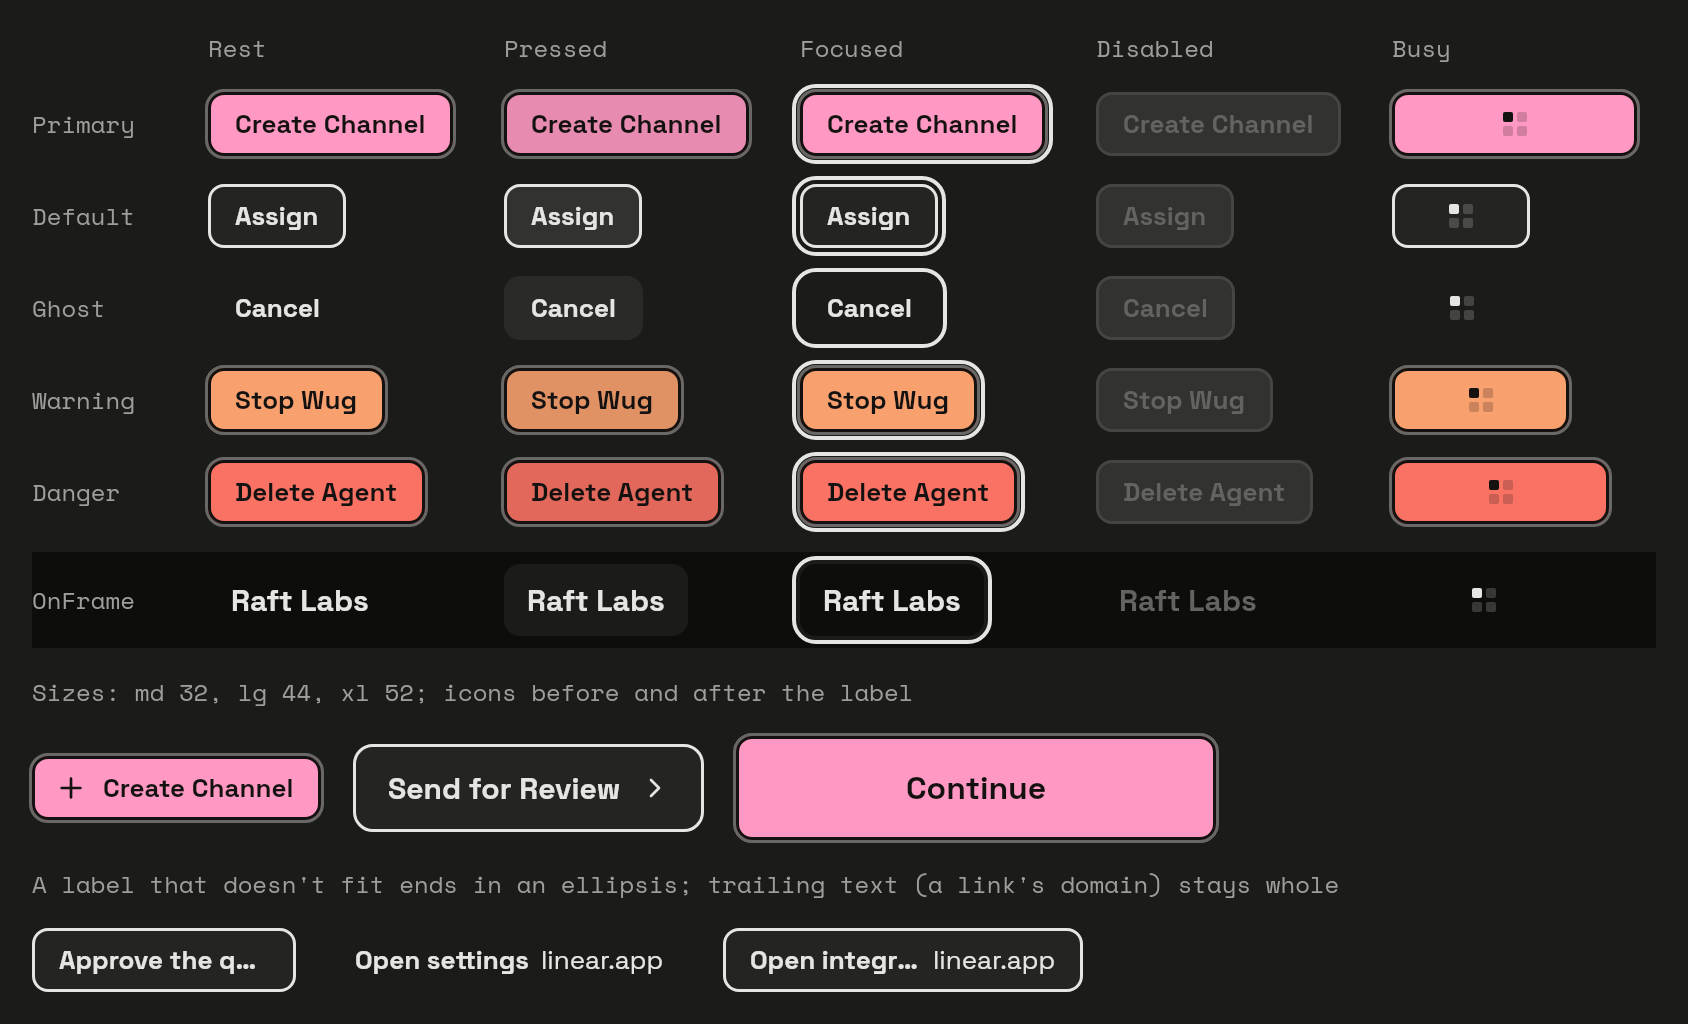 Rest Pressed Focused Disabled Busy
Primary Create Channel Create Channel Create Channel Create Channel
Default Assign Assign Assign Assign
Ghost Cancel Cancel Cancel Cancel
Warning Stop Wug Stop Wug Stop Wug Stop Wug
Danger Delete Agent Delete Agent Delete Agent Delete Agent
OnFrame Raft Labs Raft Labs Raft Labs Raft Labs
Sizes: md 32, lg 44, xl 52; icons before and after the label
Create Channel Send for Review Continue
A label that doesn't fit ends in an ellipsis; trailing text (a link's domain) stays whole
Approve the q… Open settings linear.app Open integr… linear.app